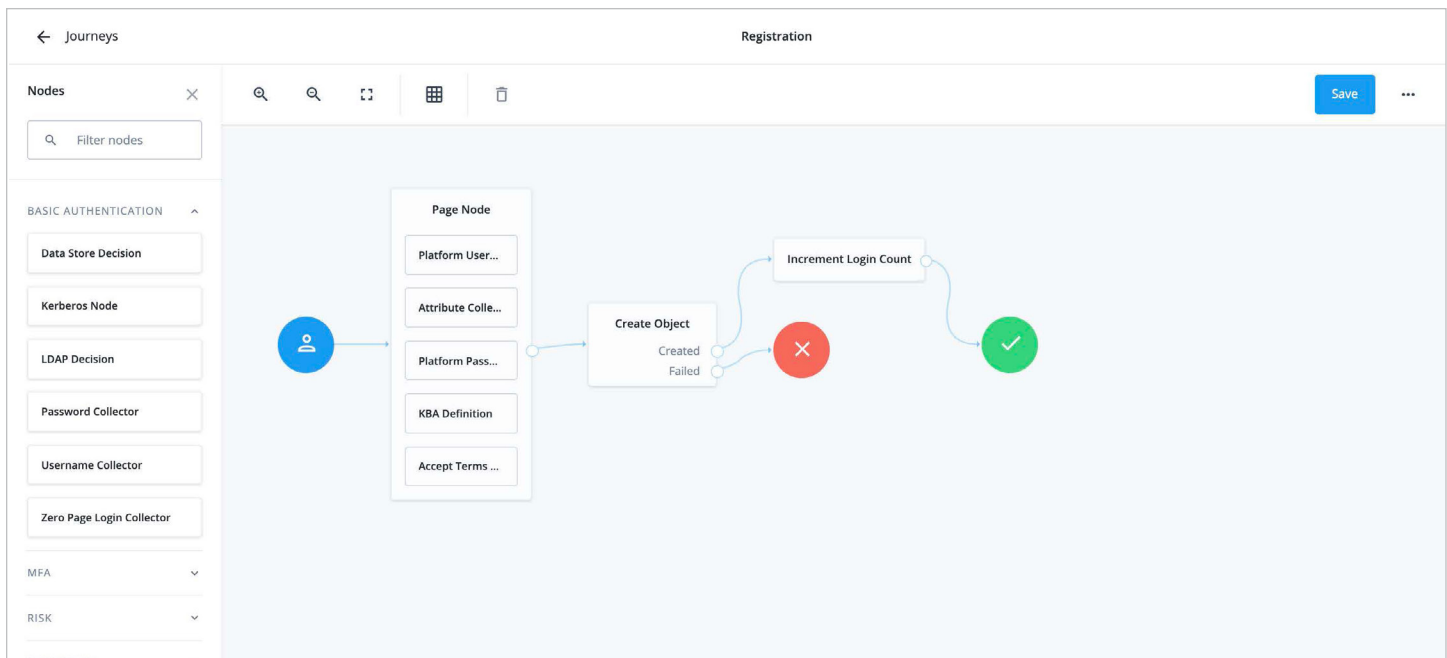 Journeys
Registration
Nodes
Filter nodes
Save
BASIC AUTHENTICATION
Data Store Decision
Kerberos Node
LDAP Decision
Password Collector
Username Collector
Zero Page Login Collector
MFA
RISK
Page Node
Platform User...
Attribute Colle...
Platform Pass...
KBA Definition
Accept Terms ...
Create Object
Created
Failed
Increment Login Count